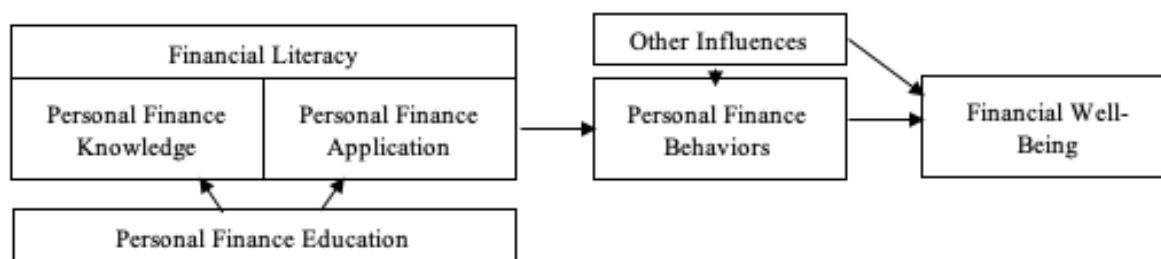 Financial Literacy
Personal Finance
Knowledge
Personal Finance
Application
Personal Finance Education
Other Influences
Personal Finance
Behaviors
Financial Well-
Being